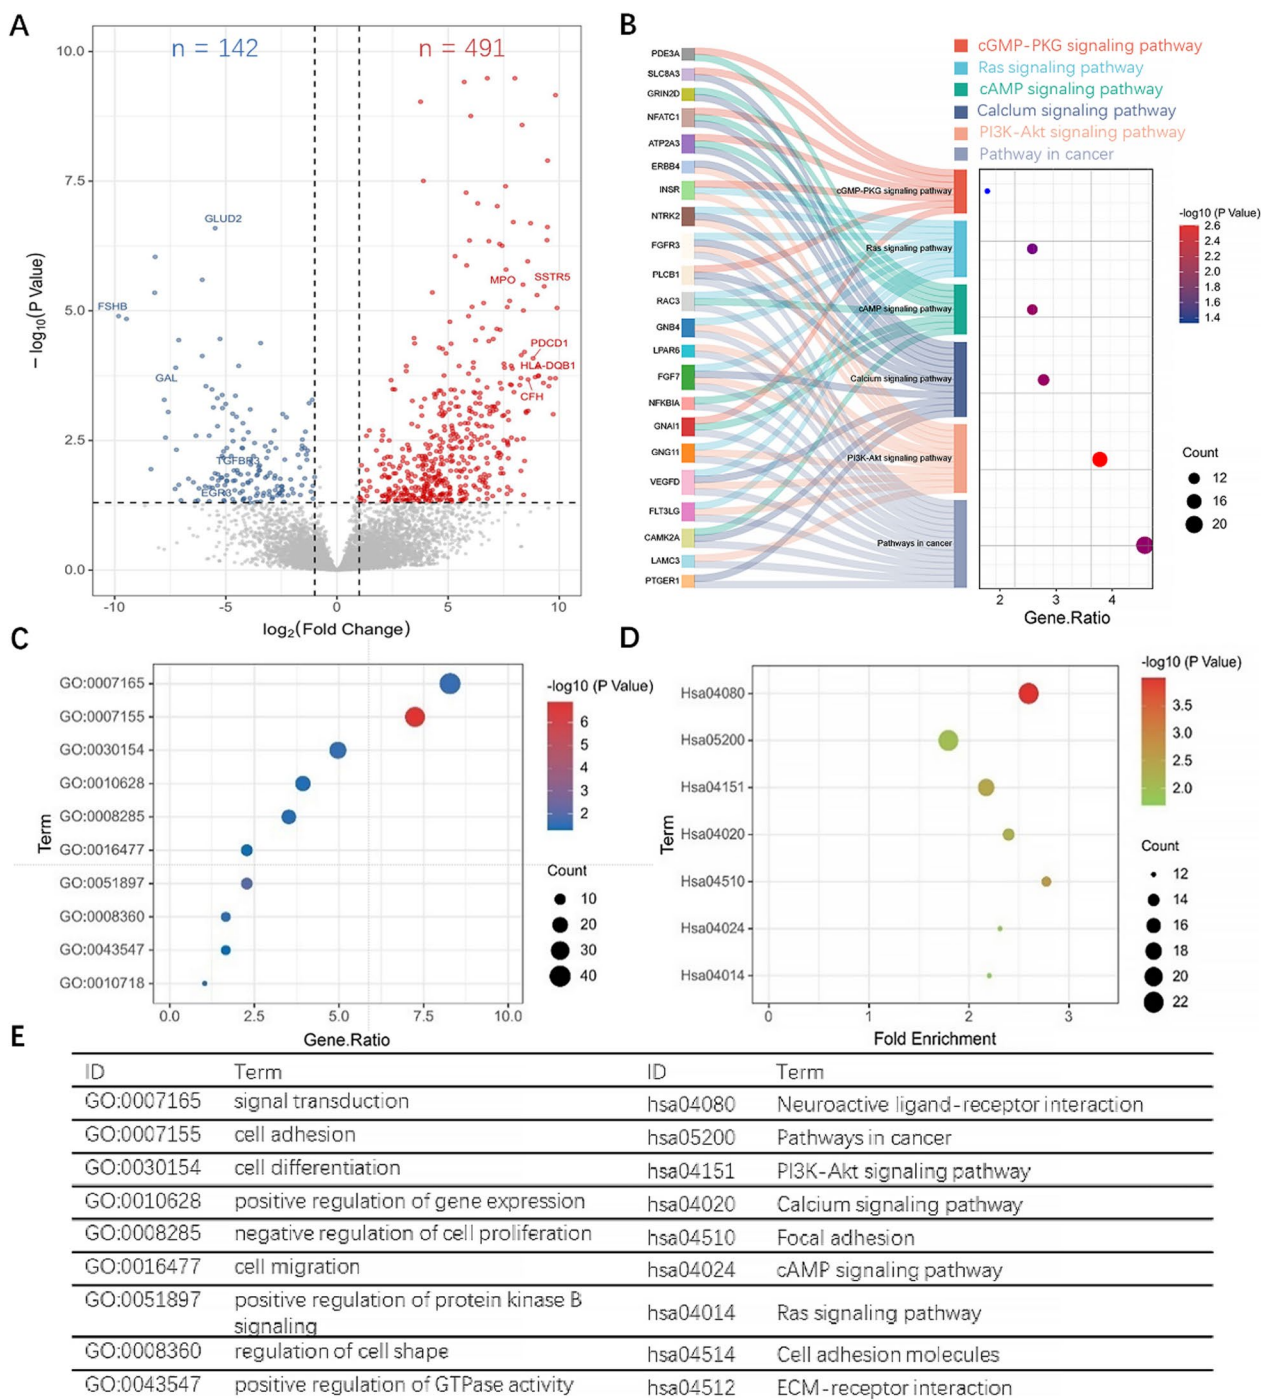 A
n = 142
n = 491
10.0
7.5
5.0
2.5
0.0
− log10(P Value)
GLUD2
FSHB
GAL
TGFBR3
EGR3
MPO
SSTR5
PDCD1
HLA-DQB1
CFH
-10
-5
0
5
10
log2(Fold Change)
B
PDE3A
SLC8A3
GRIN2D
NFATC1
ATP2A3
ERBB4
INSR
NTRK2
FGFR3
PLCB1
RAC3
GNB4
LPAR6
FGF7
NFKBIA
GNAI1
GNG11
VEGFD
FLT3LG
CAMK2A
LAMC3
PTGER1
cGMP-PKG signaling pathway
Ras signaling pathway
cAMP signaling pathway
Calcium signaling pathway
PI3K-Akt signaling pathway
Pathways in cancer
cGMP-PKG signaling pathway
Ras signaling pathway
cAMP signaling pathway
Calclum signaling pathway
PI3K-Akt signaling pathway
Pathway in cancer
-log10 (P Value)
2.6
2.4
2.2
2.0
1.8
1.6
1.4
Count
12
16
20
2
3
4
Gene.Ratio
C
GO:0007165
GO:0007155
GO:0030154
GO:0010628
GO:0008285
GO:0016477
GO:0051897
GO:0008360
GO:0043547
GO:0010718
Term
0.0
2.5
5.0
7.5
10.0
Gene.Ratio
-log10 (P Value)
6
5
4
3
2
Count
10
20
30
40
D
Hsa04080
Hsa05200
Hsa04151
Hsa04020
Hsa04510
Hsa04024
Hsa04014
Term
0
1
2
3
Fold Enrichment
-log10 (P Value)
3.5
3.0
2.5
2.0
Count
12
14
16
18
20
22
E
ID Term ID Term
GO:0007165 signal transduction hsa04080 Neuroactive ligand-receptor interaction
GO:0007155 cell adhesion hsa05200 Pathways in cancer
GO:0030154 cell differentiation hsa04151 PI3K-Akt signaling pathway
GO:0010628 positive regulation of gene expression hsa04020 Calcium signaling pathway
GO:0008285 negative regulation of cell proliferation hsa04510 Focal adhesion
GO:0016477 cell migration hsa04024 cAMP signaling pathway
GO:0051897 positive regulation of protein kinase B
signaling
hsa04014 Ras signaling pathway
GO:0008360 regulation of cell shape hsa04514 Cell adhesion molecules
GO:0043547 positive regulation of GTPase activity hsa04512 ECM-receptor interaction